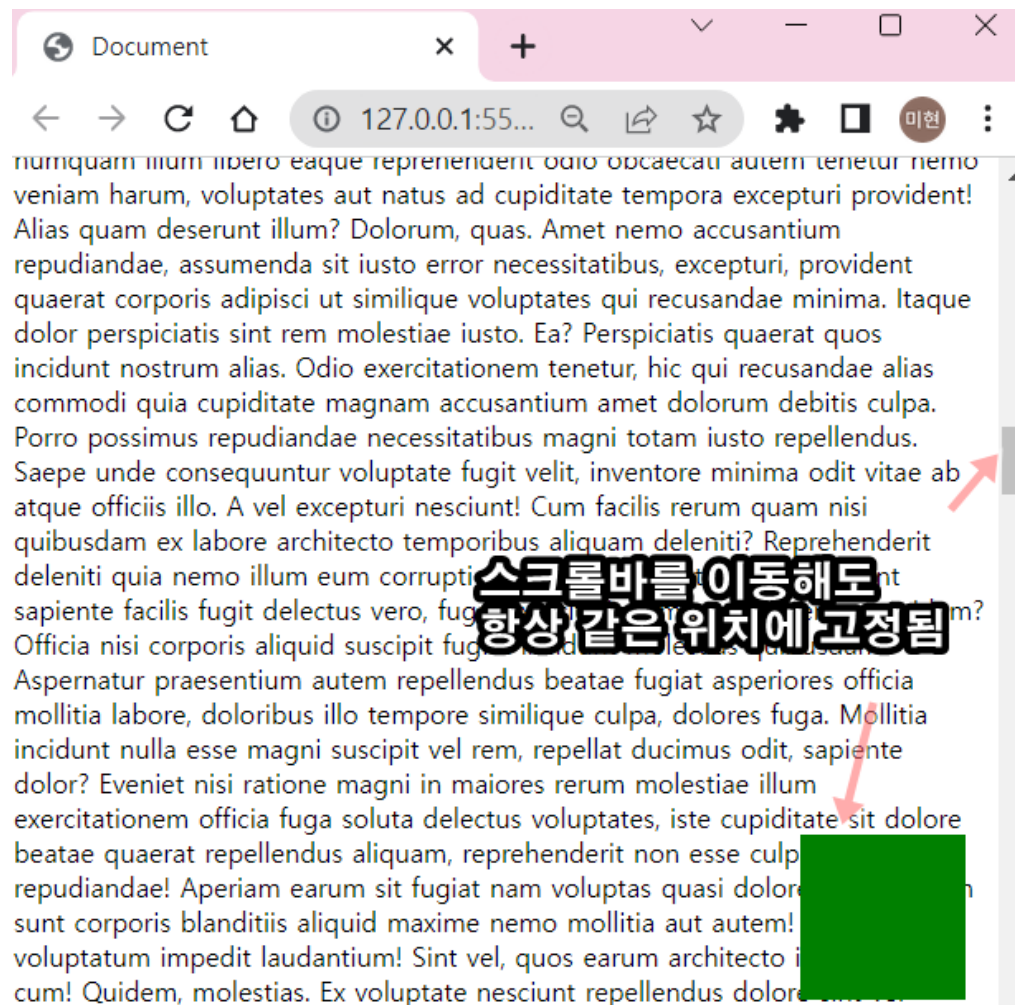 Document
127.0.0.1:55...
미현
numquam illum libero eaque reprehenderit odio obcaecati autem tenetur nemo
veniam harum, voluptates aut natus ad cupiditate tempora excepturi provident!
Alias quam deserunt illum? Dolorum, quas. Amet nemo accusantium
repudiandae, assumenda sit iusto error necessitatibus, excepturi, provident
quaerat corporis adipisci ut similique voluptates qui recusandae minima. Itaque
dolor perspiciatis sint rem molestiae iusto. Ea? Perspiciatis quaerat quos
incidunt nostrum alias. Odio exercitationem tenetur, hic qui recusandae alias
commodi quia cupiditate magnam accusantium amet dolorum debitis culpa.
Porro possimus repudiandae necessitatibus magni totam iusto repellendus.
Saepe unde consequuntur voluptate fugit velit, inventore minima odit vitae ab
atque officiis illo. A vel excepturi nesciunt! Cum facilis rerum quam nisi
quibusdam ex labore architecto temporibus aliquam deleniti? Reprehenderit
deleniti quia nemo illum eum
스크롤바를 이동해도
sapiente facilis fugit delectus vero,
항상 같은 위치에 고정됨
Officia nisi corporis aliquid suscipit
Aspernatur praesentium autem repellendus beatae fugiat asperiores officia
mollitia labore, doloribus illo tempore similique culpa, dolores fuga. Mollitia
incidunt nulla esse magni suscipit vel rem, repellat ducimus odit, sapiente
dolor? Eveniet nisi ratione magni in maiores rerum molestiae illum
exercitationem officia fuga soluta delectus voluptates, iste cupiditate sit dolore
beatae quaerat repellendus aliquam, reprehenderit non esse
repudiandae! Aperiam earum sit fugiat nam voluptas quasi
sunt corporis blanditiis aliquid maxime nemo mollitia aut autem!
voluptatum impedit laudantium! Sint vel, quos earum architecto
cum! Quidem, molestias. Ex voluptate nesciunt repellendus